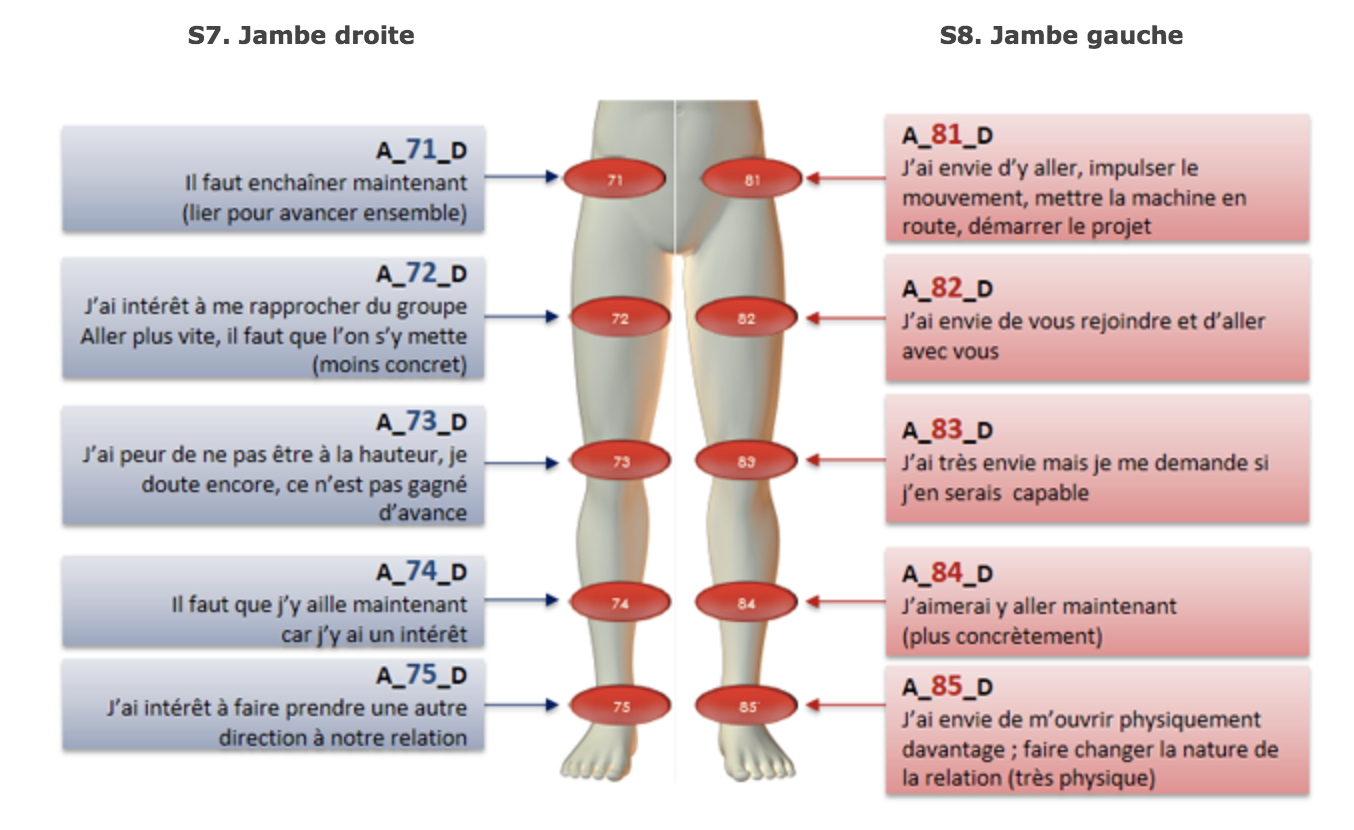 S7. Jambe droite
S8. Jambe gauche
A_71_D
Il faut enchaîner maintenant
(lier pour avancer ensemble)
A_72_D
J’ai intérêt à me rapprocher du groupe
Aller plus vite, il faut que l’on s’y mette
(moins concret)
A_73_D
J’ai peur de ne pas être à la hauteur, je
doute encore, ce n’est pas gagné
d’avance
A_74_D
Il faut que j’y aille maintenant
car j’y ai un intérêt
A_75_D
J’ai intérêt à faire prendre une autre
direction à notre relation
71
81
72
82
73
83
74
84
75
85
A_81_D
J’ai envie d’y aller, impulser le
mouvement, mettre la machine en
route, démarrer le projet
A_82_D
J’ai envie de vous rejoindre et d’aller
avec vous
A_83_D
J’ai très envie mais je me demande si
j’en serais capable
A_84_D
J’aimerai y aller maintenant
(plus concrètement)
A_85_D
J’ai envie de m’ouvrir physiquement
davantage ; faire changer la nature de
la relation (très physique)